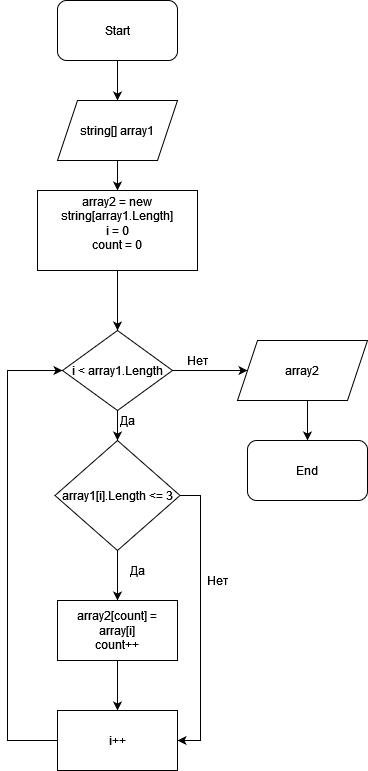 Start
string[] array1
array2 = new
string[array1.Length]
i = 0
count = 0
i < array1.Length
Нет
array2
Да
End
array1[i].Length <= 3
Да
Нет
array2[count] =
array[i]
count++
i++